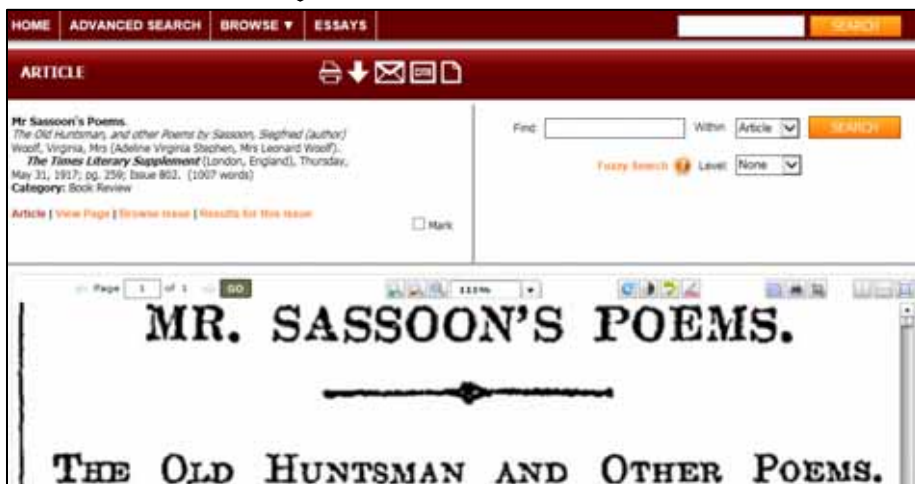 HOME ADVANCED SEARCH BROWSE ▼ ESSAYS SEARCH
ARTICLE
Mr Sassoon's Poems.
The Old Huntsman, and other Poems by Sassoon, Siegfried (author)
Woolf, Virginia, Mrs (Adeline Virginia Stephen, Mrs Leonard Woolf).
The Times Literary Supplement (London, England), Thursday,
May 31, 1917; pg. 259; Issue 802. (1007 words)
Category: Book Review
Article | View Page | Browse Issue | Results for this issue
Mark
Find: Within Article SEARCH
Fuzzy Search Level: None
Page 1 of 1 GO 111%
MR. SASSOON'S POEMS.
THE OLD HUNTSMAN AND OTHER POEMS.